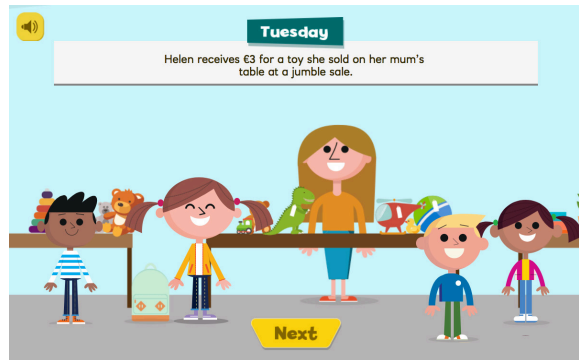 Tuesday
Helen receives €3 for a toy she sold on her mum's
table at a jumble sale.
Next